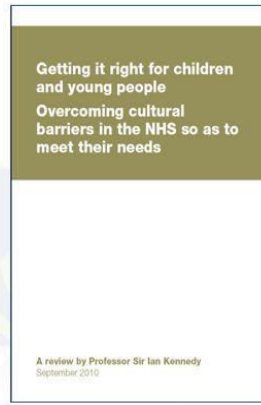 Getting it right for children
and young people
Overcoming cultural
barriers in the NHS so as to
meet their needs
A review by Professor Sir Ian Kennedy
September 2010